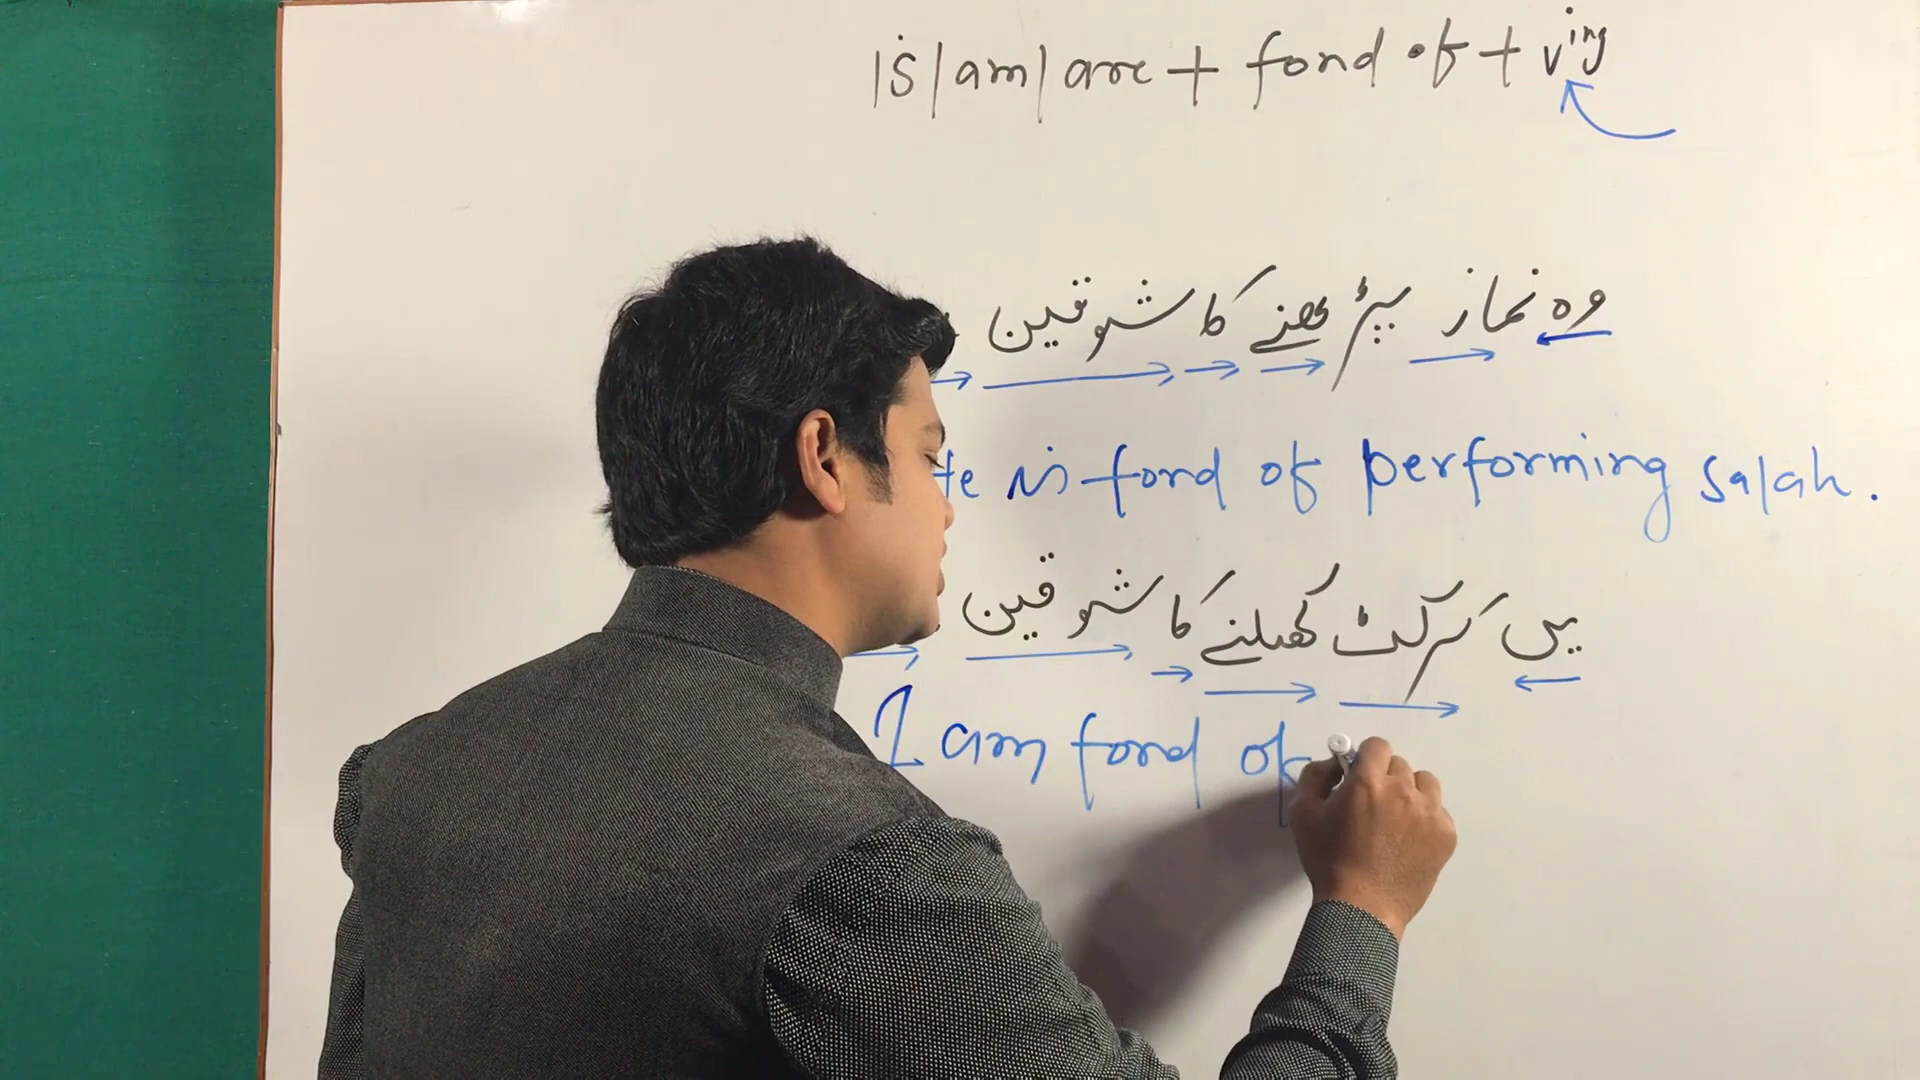 is/am/are + fond of + v ing
وہ نماز پڑھنے کا شوقین
He is fond of performing salah.
میں کرکٹ کھیلنے کا شوقین
I am fond of